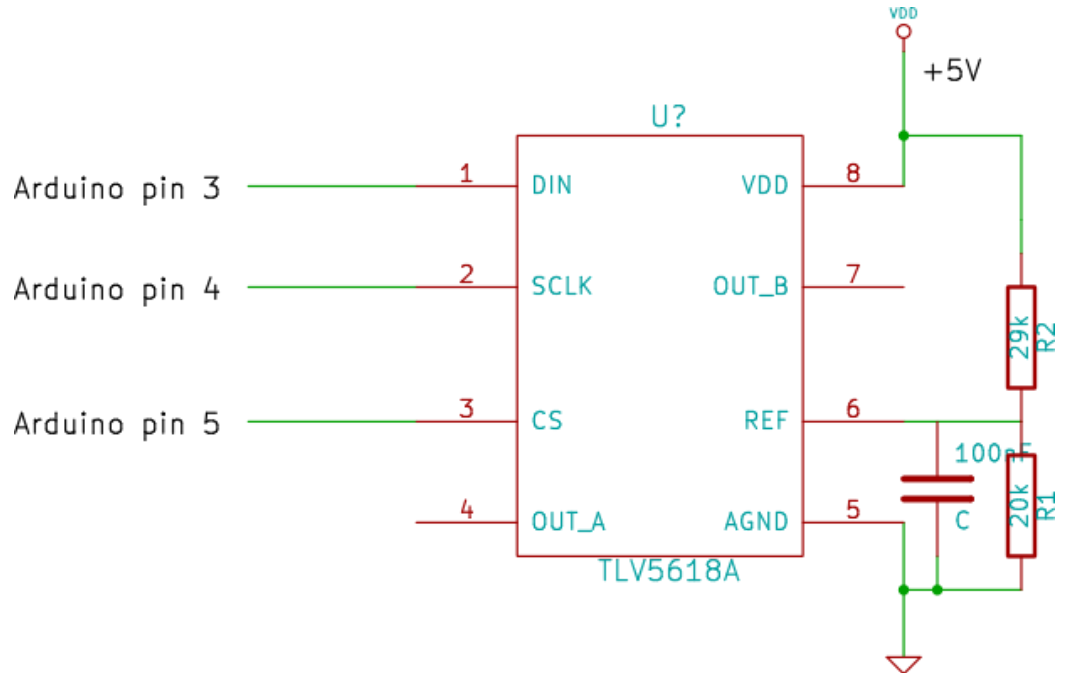 VDD
+5V
U?
Arduino pin 3
1
DIN
VDD
8
Arduino pin 4
2
SCLK
OUT_B
7
29k
R2
Arduino pin 5
3
CS
REF
6
100nF
4
OUT_A
AGND
5
C
20k
R1
TLV5618A